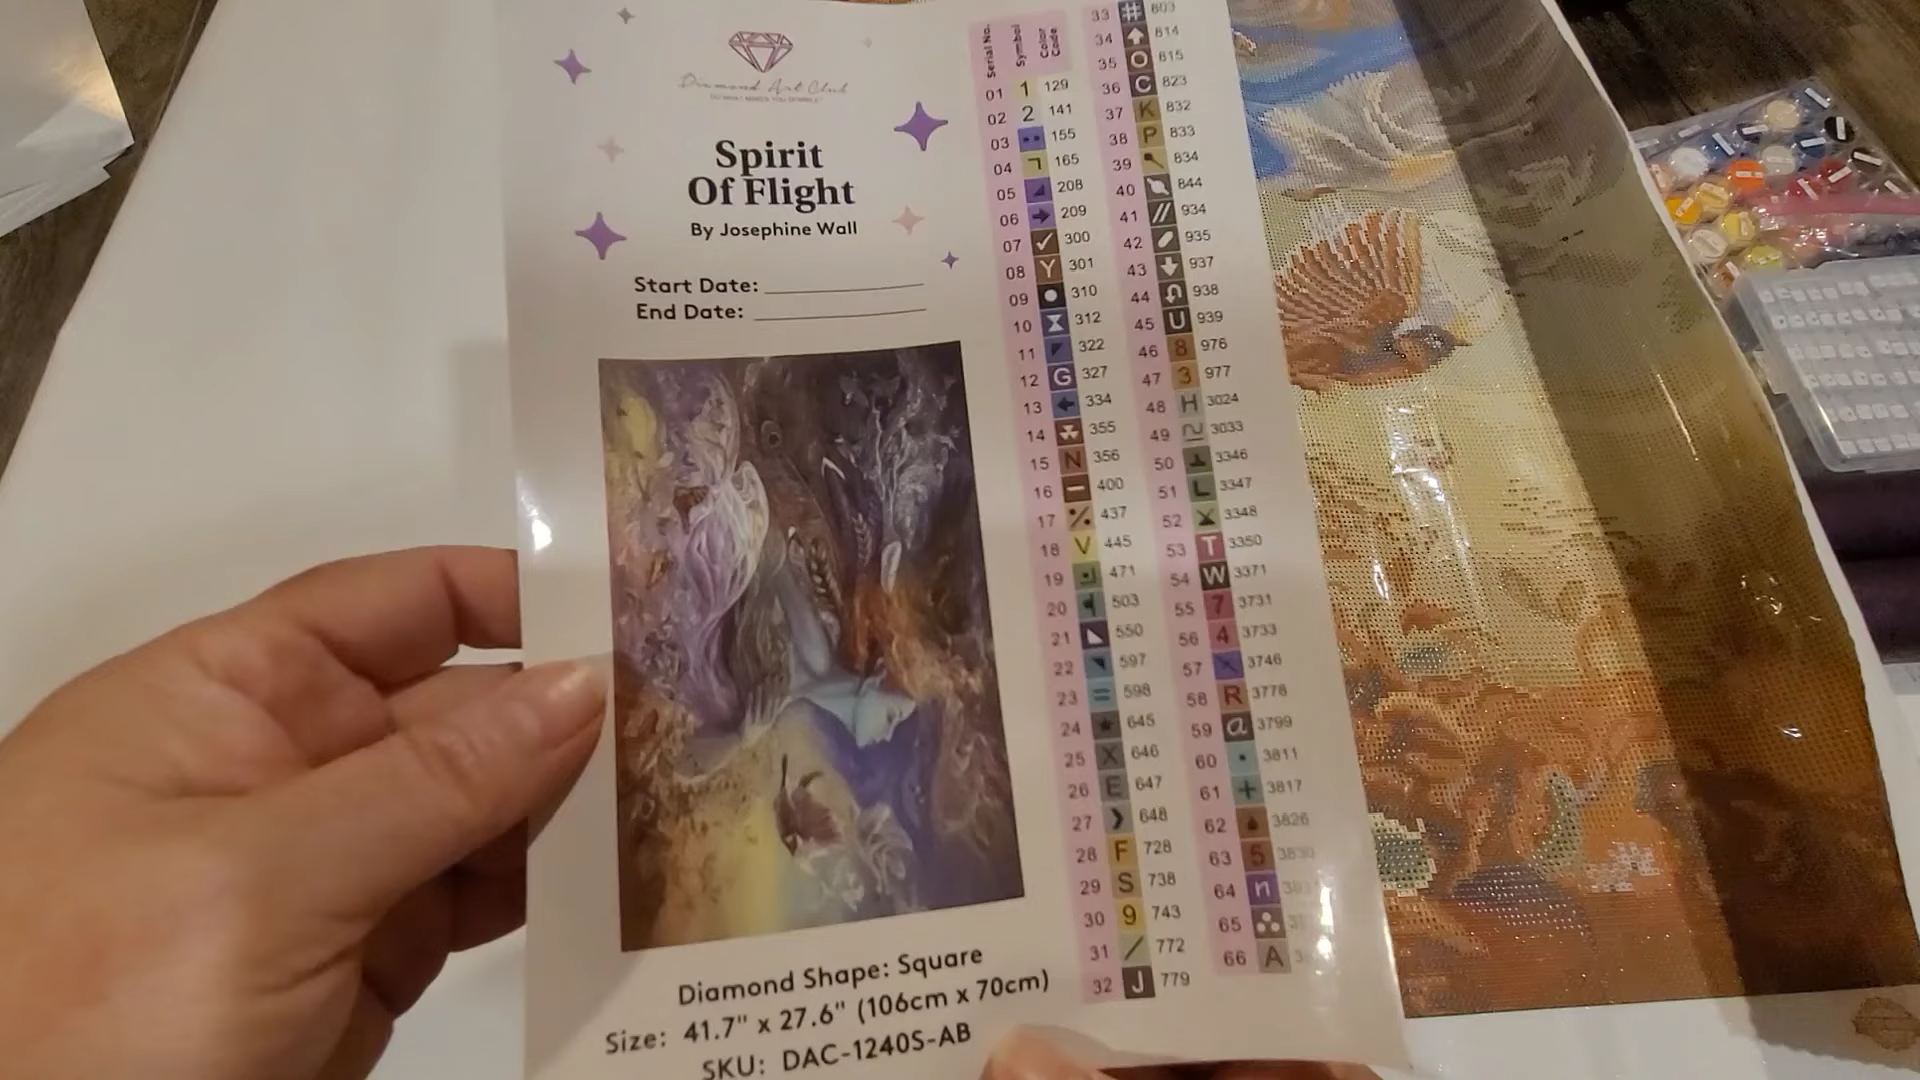 Diamond Art Club
Spirit
Of Flight
By Josephine Wall
Start Date:
End Date:
Diamond Shape: Square
Size: 41.7" x 27.6" (106cm x 70cm)
SKU: DAC-1240S-AB
Serial No. Symbol Color Code
01 1 129
02 2 141
03 155
04 165
05 208
06 209
07 ✓ 300
08 Y 301
09 310
10 312
11 322
12 G 327
13 334
14 355
15 N 356
16 − 400
17 437
18 V 445
19 471
20 503
21 550
22 597
23 = 598
24 645
25 X 646
26 E 647
27 648
28 F 728
29 S 738
30 9 743
31 / 772
32 J 779
33 # 803
34 814
35 O 815
36 C 823
37 K 832
38 P 833
39 834
40 844
41 // 934
42 935
43 937
44 938
45 U 939
46 8 976
47 3 977
48 H 3024
49 3033
50 3346
51 L 3347
52 3348
53 T 3350
54 W 3371
55 7 3731
56 4 3733
57 3746
58 R 3778
59 a 3799
60 3811
61 + 3817
62 3826
63 5
64 n
65
66 A